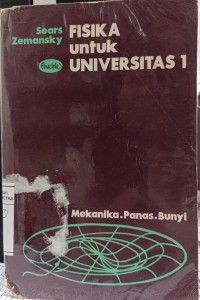 Sears
Zemansky
FISIKA
untuk
UNIVERSITAS 1
Mekanika.Panas.Bunyi